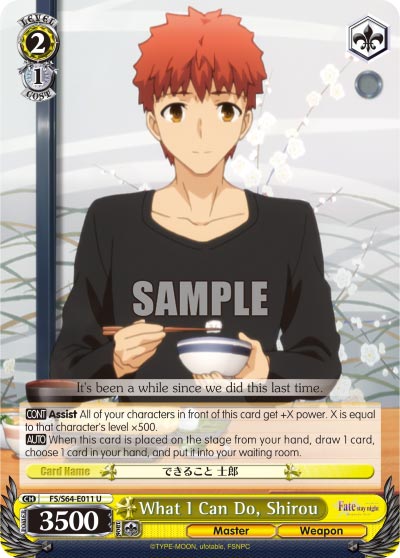 LEVEL
2
1
COST
SAMPLE
It's been a while since we did this last time.
CONT Assist All of your characters in front of this card get +X power. X is equal
to that character's level ×500.
AUTO When this card is placed on the stage from your hand, draw 1 card,
choose 1 card in your hand, and put it into your waiting room.
Card Name できること 士郎
CH FS/S64-E011 U
What I Can Do, Shirou
POWER 3500 SOUL
Master Weapon
Fate stay night
©TYPE-MOON, ufotable, FSNPC